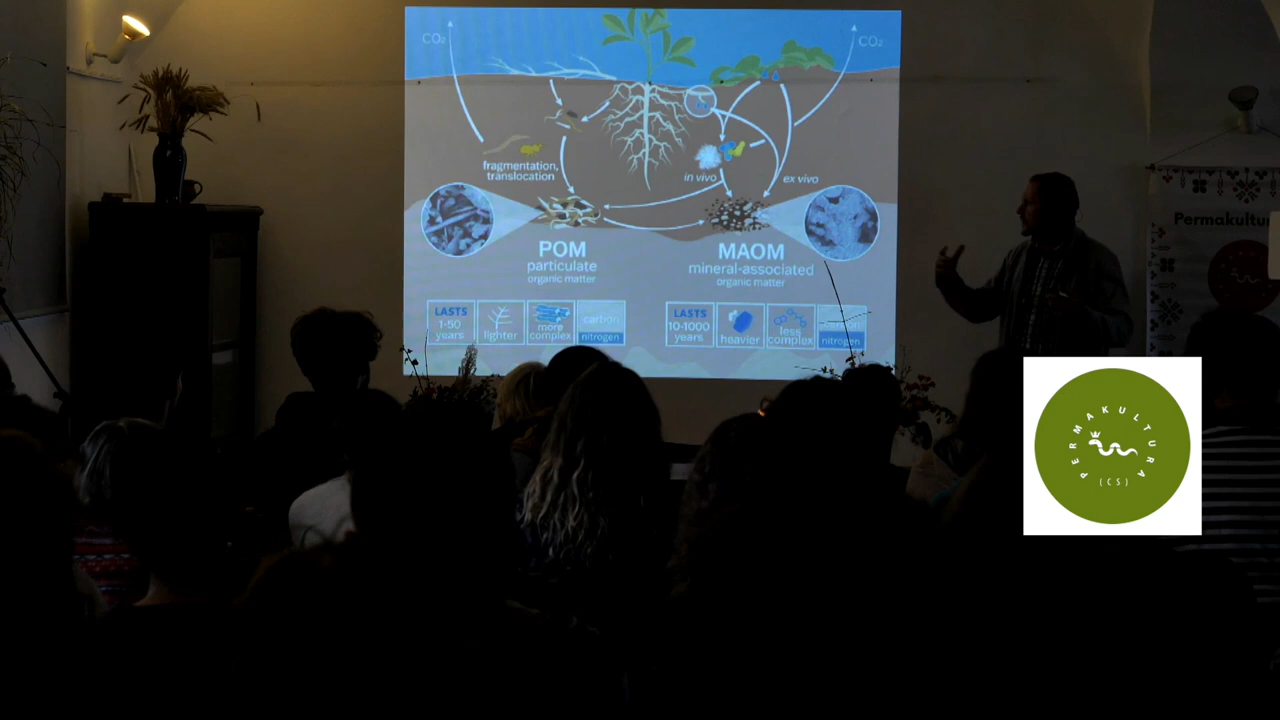 CO₂
CO₂
fragmentation,
translocation
in vivo
ex vivo
POM
particulate
organic matter
MAOM
mineral-associated
organic matter
LASTS
1-50
years
lighter
more
complex
carbon
nitrogen
LASTS
10-1000
years
heavier
less
complex
nitrogen
Permakultur
PERMAKULTURA
(CS)